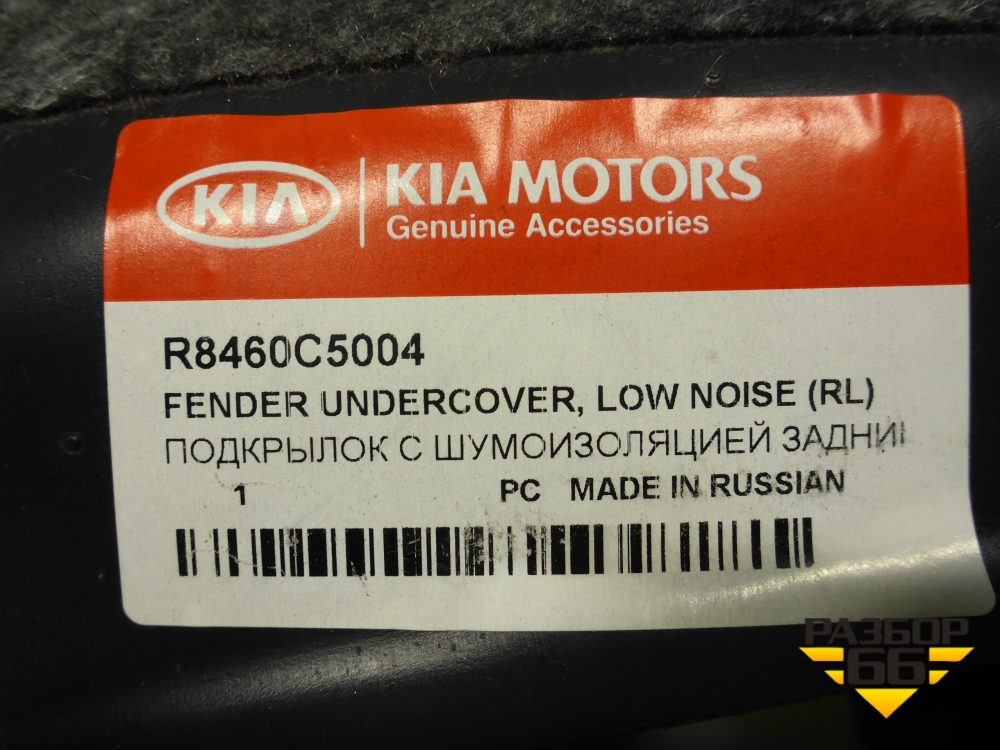 KIA
KIA MOTORS
Genuine Accessories
R8460C5004
FENDER UNDERCOVER, LOW NOISE (RL)
ПОДКРЫЛОК С ШУМОИЗОЛЯЦИЕЙ ЗАДНИ
1 PC MADE IN RUSSIAN
РАЗБОР
66